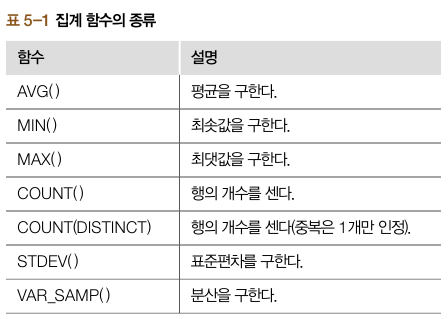 표 5-1 집계 함수의 종류
함수 설명
AVG() 평균을 구한다.
MIN() 최솟값을 구한다.
MAX() 최댓값을 구한다.
COUNT() 행의 개수를 센다.
COUNT(DISTINCT) 행의 개수를 센다(중복은 1개만 인정).
STDEV() 표준편차를 구한다.
VAR_SAMP() 분산을 구한다.